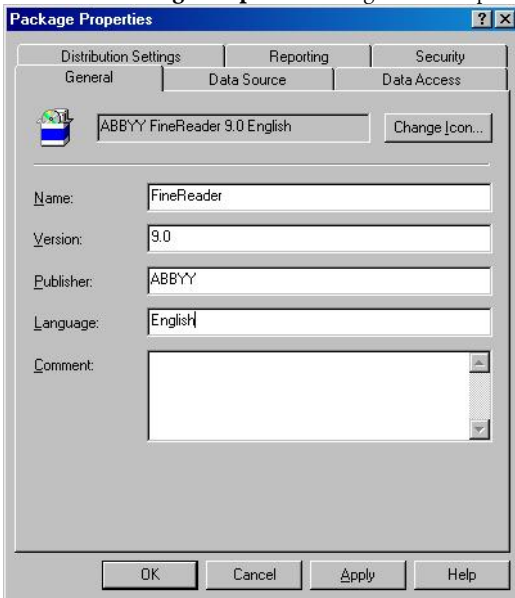 Package Properties
Distribution Settings Reporting Security
General Data Source Data Access
ABBYY FineReader 9.0 English Change Icon...
Name: FineReader
Version: 9.0
Publisher: ABBYY
Language: English
Comment:
OK Cancel Apply Help